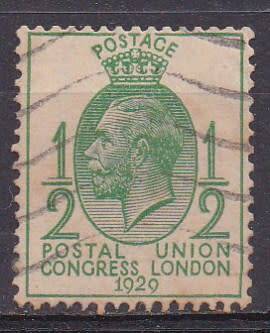 POSTAGE
1/2 1/2
POSTAL UNION
CONGRESS, LONDON
1929